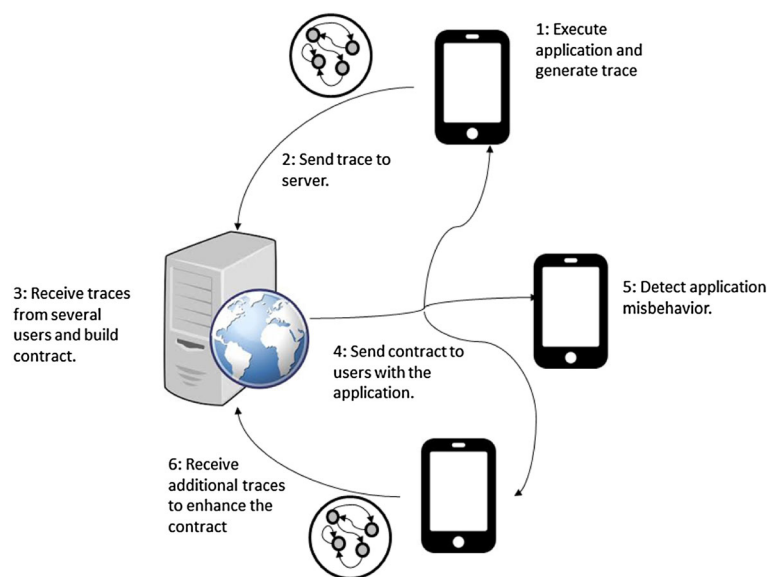 1: Execute
application and
generate trace
2: Send trace to
server.
3: Receive traces
from several
users and build
contract.
4: Send contract to
users with the
application.
5: Detect application
misbehavior.
6: Receive
additional traces
to enhance the
contract